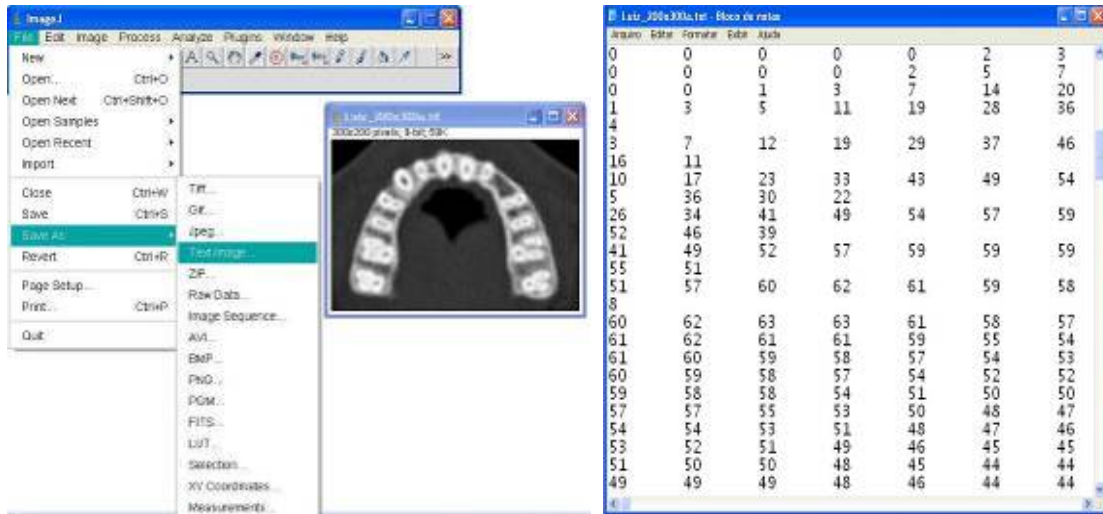 ImageJ
File Edit Image Process Analyze Plugins Window Help
New
Open... Ctrl+O
Open Next Ctrl+Shift+O
Open Samples
Open Recent
Import
Close Ctrl+W
Save Ctrl+S
Save As
Revert Ctrl+R
Page Setup...
Print... Ctrl+P
Quit
Tiff...
Gif...
Jpeg...
Text Image...
ZIP...
Raw Data...
Image Sequence...
AVI...
BMP...
PNG...
PGM...
FITS...
LUT...
Selection...
XY Coordinates...
Measurements...
300x200 pixels; 8-bit; 59K
Luiz_300x300a.txt - Bloco de notas
Arquivo Editar Formatar Exibir Ajuda
0 0 0 0 0 2 3
0 0 0 0 2 5 7
0 0 1 3 7 14 20
1 3 5 11 19 28 36
4
3 7 12 19 29 37 46
16 11
10 17 23 33 43 49 54
5 36 30 22
26 34 41 49 54 57 59
52 46 39
41 49 52 57 59 59 59
55 51
51 57 60 62 61 59 58
8
60 62 63 63 61 58 57
61 62 61 61 59 55 54
61 60 59 58 57 54 53
60 59 58 57 54 52 52
59 58 58 54 51 50 50
57 57 55 53 50 48 47
54 54 53 51 48 47 46
53 52 51 49 46 45 45
51 50 50 48 45 44 44
49 49 49 48 46 44 44